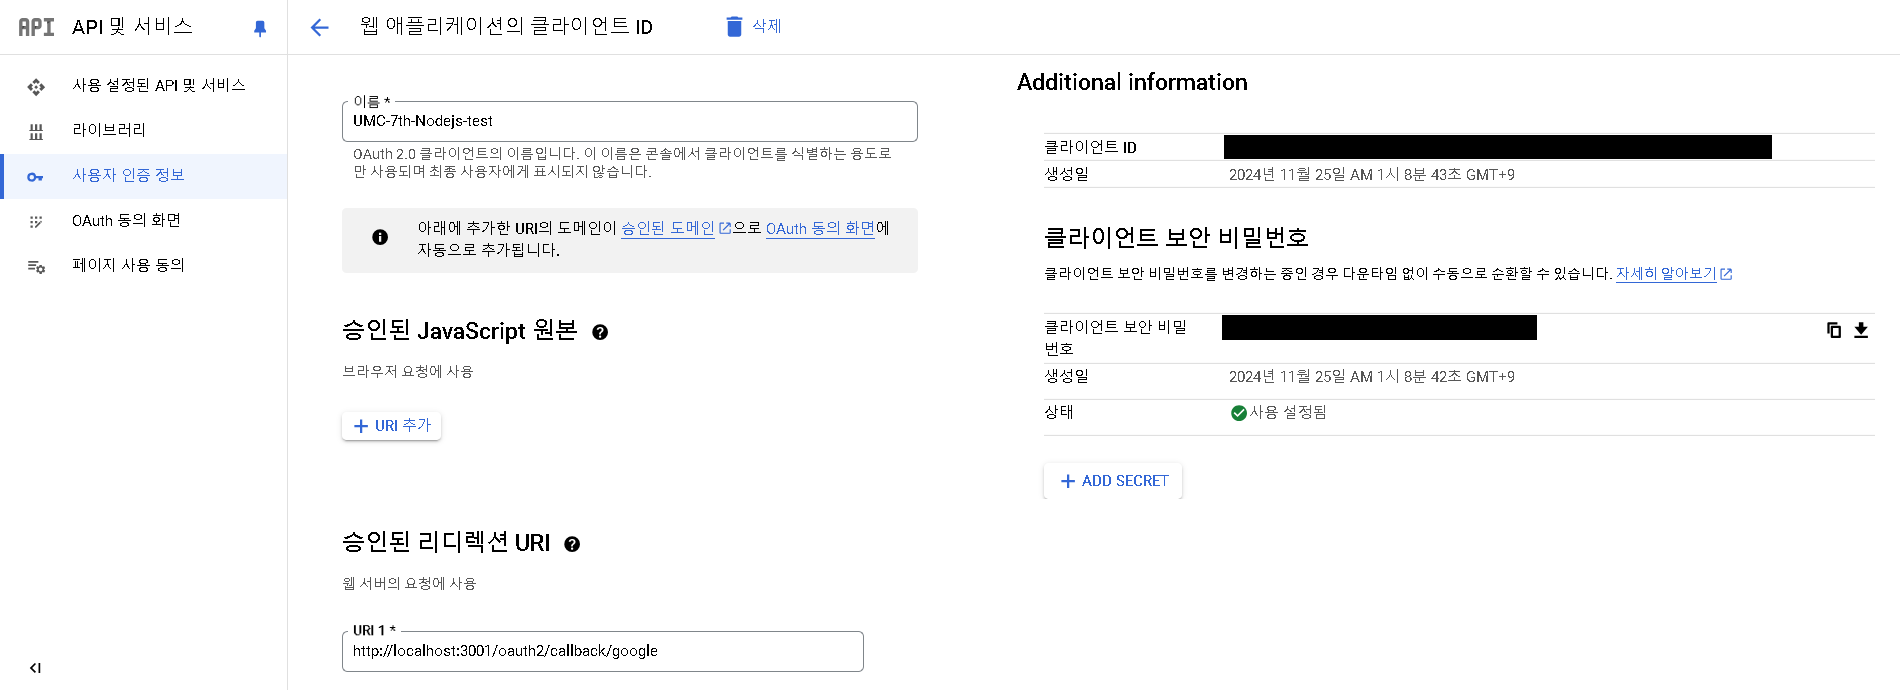 API API 및 서비스
사용 설정된 API 및 서비스
라이브러리
사용자 인증 정보
OAuth 동의 화면
페이지 사용 동의
웹 애플리케이션의 클라이언트 ID
삭제
이름 *
UMC-7th-Nodejs-test
OAuth 2.0 클라이언트의 이름입니다. 이 이름은 콘솔에서 클라이언트를 식별하는 용도로
만 사용되며 최종 사용자에게 표시되지 않습니다.
아래에 추가한 URI의 도메인이 승인된 도메인으로 OAuth 동의 화면에
자동으로 추가됩니다.
승인된 JavaScript 원본
브라우저 요청에 사용
+ URI 추가
승인된 리디렉션 URI
웹 서버의 요청에 사용
URI 1 *
http://localhost:3001/oauth2/callback/google
Additional information
클라이언트 ID
생성일 2024년 11월 25일 AM 1시 8분 43초 GMT+9
클라이언트 보안 비밀번호
클라이언트 보안 비밀번호를 변경하는 중인 경우 다운타임 없이 수동으로 순환할 수 있습니다. 자세히 알아보기
클라이언트 보안 비밀
번호
생성일 2024년 11월 25일 AM 1시 8분 42초 GMT+9
상태 사용 설정됨
+ ADD SECRET